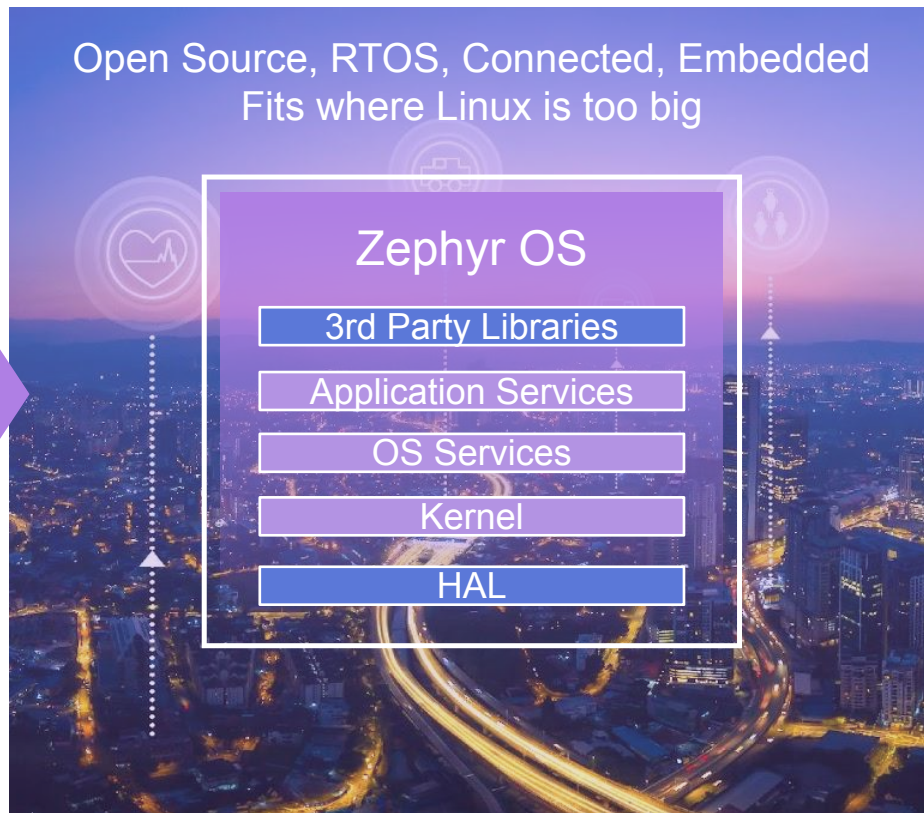 Open Source, RTOS, Connected, Embedded
Fits where Linux is too big
Zephyr OS
3rd Party Libraries
Application Services
OS Services
Kernel
HAL